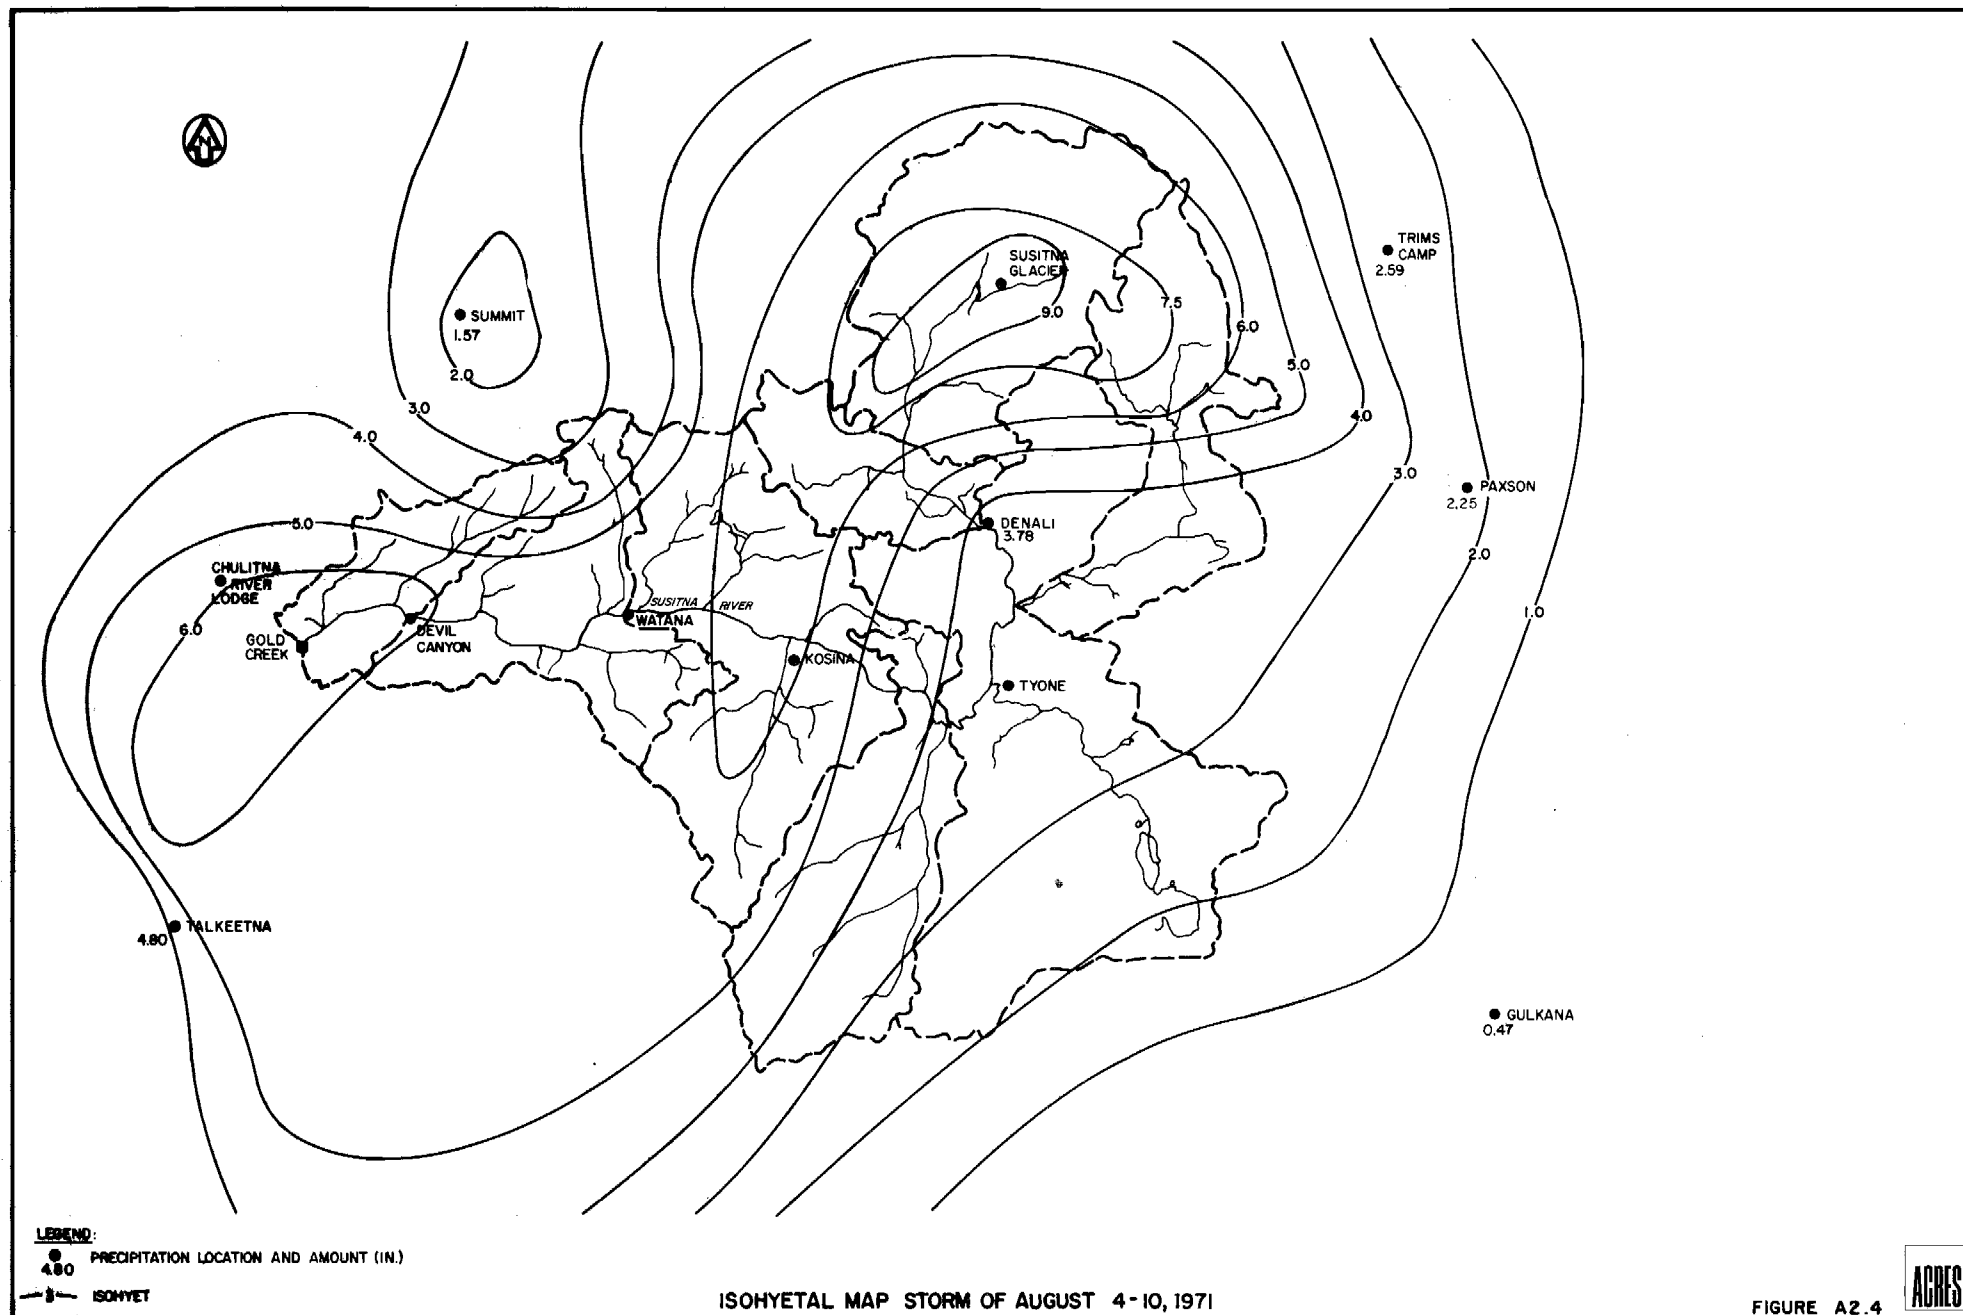 N
TRIMS
CAMP
2.59
SUSITNA
GLACIER
9.0
7.5
6.0
SUMMIT
1.57
2.0
5.0
3.0
4.0
4.0
3.0
PAXSON
2.25
5.0
DENALI
3.78
2.0
CHULITNA
RIVER
LODGE
1.0
SUSITNA RIVER
WATANA
6.0
DEVIL
CANYON
GOLD
CREEK
KOSINA
TYONE
TALKEETNA
4.80
GULKANA
0.47
LEGEND:
PRECIPITATION LOCATION AND AMOUNT (IN.)
4.80
ISOHYET
ISOHYETAL MAP STORM OF AUGUST 4-10, 1971
FIGURE A2.4
ACRES